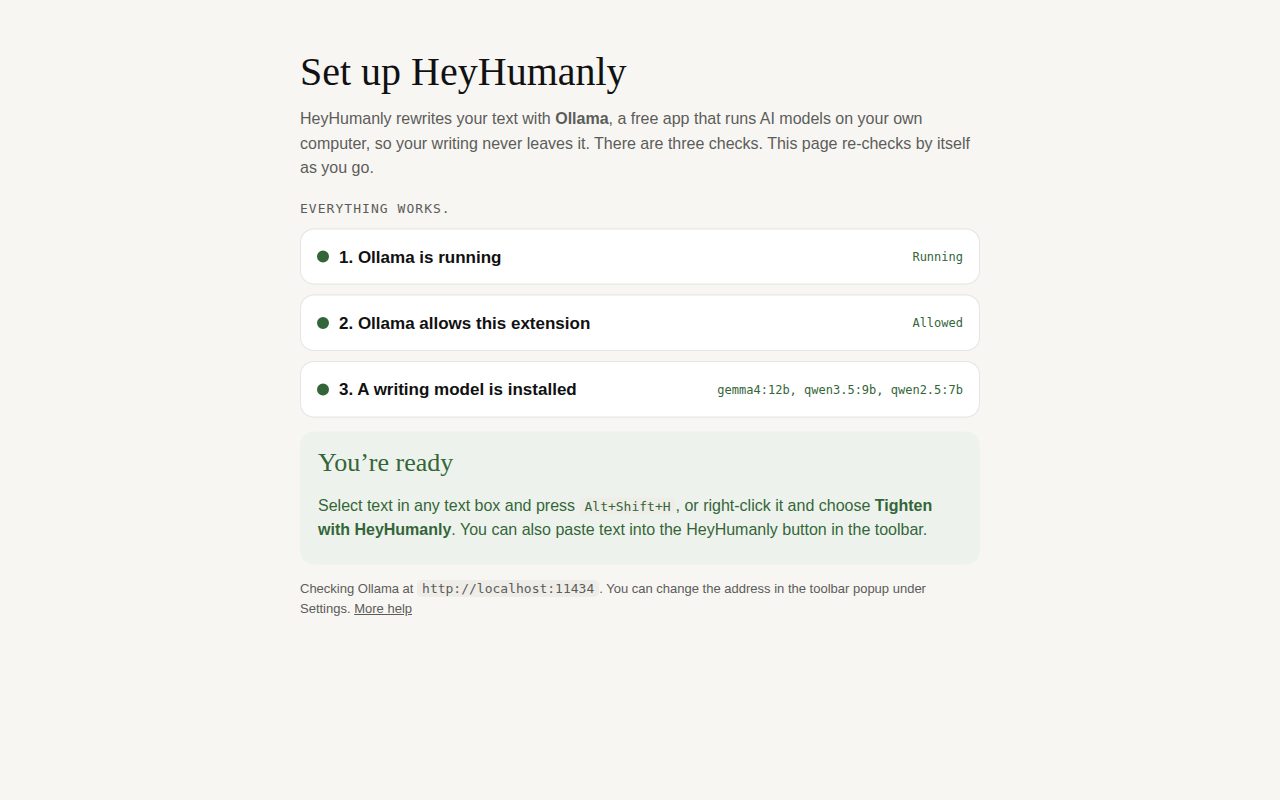 Set up HeyHumanly
HeyHumanly rewrites your text with Ollama, a free app that runs AI models on your own
computer, so your writing never leaves it. There are three checks. This page re-checks by itself
as you go.
EVERYTHING WORKS.
1. Ollama is running Running
2. Ollama allows this extension Allowed
3. A writing model is installed gemma4:12b, qwen3.5:9b, qwen2.5:7b
You’re ready
Select text in any text box and press Alt+Shift+H, or right-click it and choose Tighten
with HeyHumanly. You can also paste text into the HeyHumanly button in the toolbar.
Checking Ollama at http://localhost:11434. You can change the address in the toolbar popup under
Settings. More help